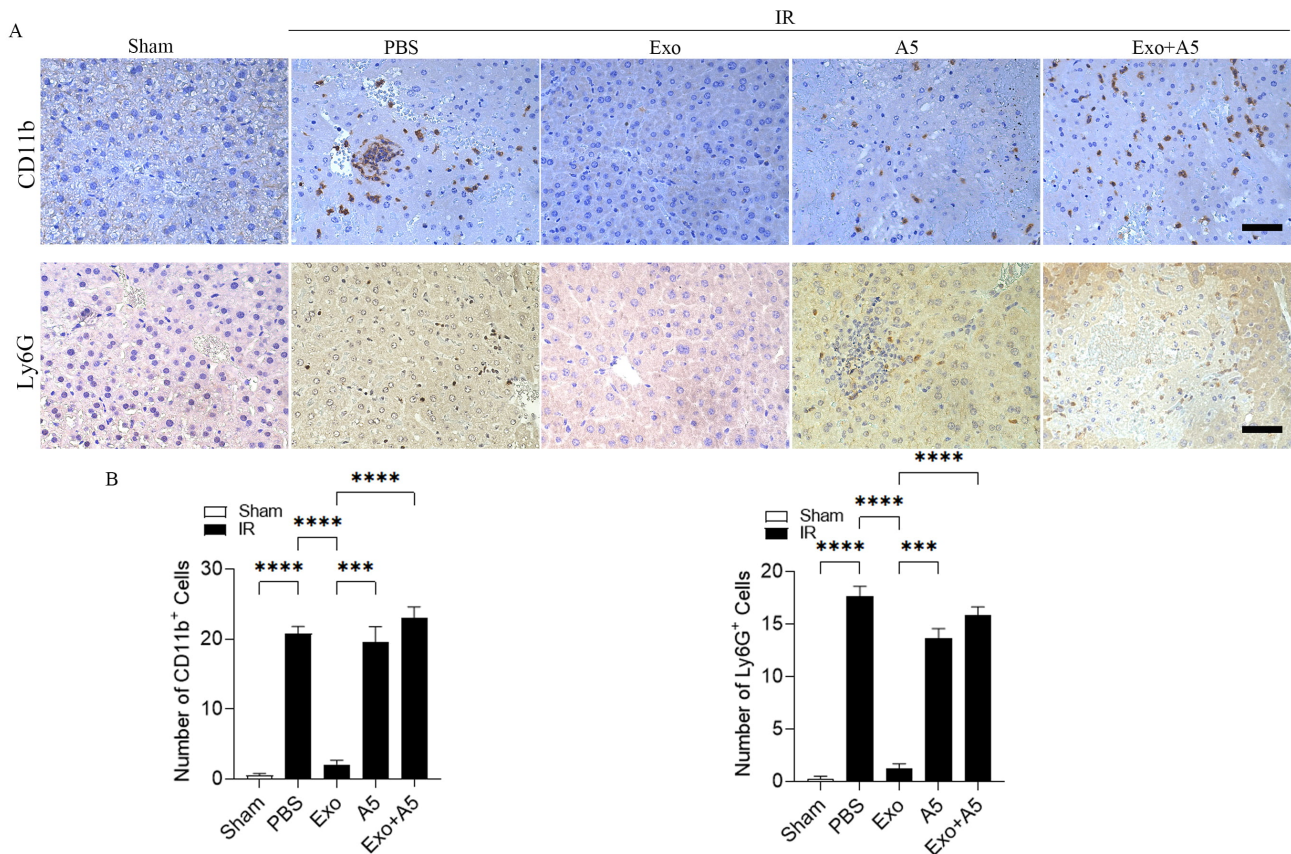 A
IR
Sham
PBS
Exo
A5
Exo+A5
CD11b
Ly6G
B
Sham
IR
****
****
****
***
Number of CD11b⁺ Cells
30
20
10
0
Sham
PBS
Exo
A5
Exo+A5
Sham
IR
****
****
****
***
Number of Ly6G⁺ Cells
20
15
10
5
0
Sham
PBS
Exo
A5
Exo+A5